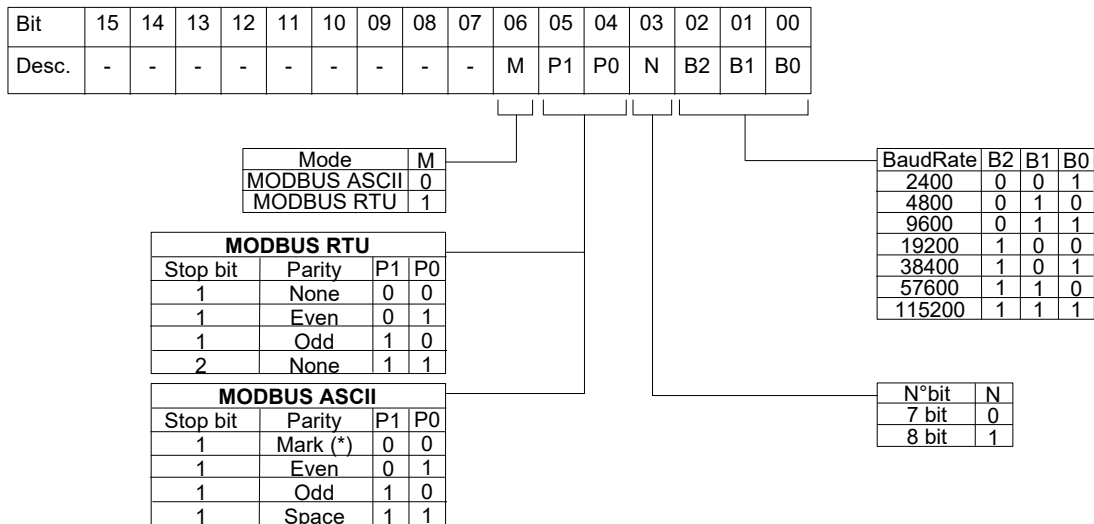 Bit 15 14 13 12 11 10 09 08 07 06 05 04 03 02 01 00
Desc. - - - - - - - - - M P1 P0 N B2 B1 B0
Mode M
MODBUS ASCII 0
MODBUS RTU 1
MODBUS RTU
Stop bit Parity P1 P0
1 None 0 0
1 Even 0 1
1 Odd 1 0
2 None 1 1
MODBUS ASCII
Stop bit Parity P1 P0
1 Mark (*) 0 0
1 Even 0 1
1 Odd 1 0
1 Space 1 1
BaudRate B2 B1 B0
2400 0 0 1
4800 0 1 0
9600 0 1 1
19200 1 0 0
38400 1 0 1
57600 1 1 0
115200 1 1 1
N°bit N
7 bit 0
8 bit 1